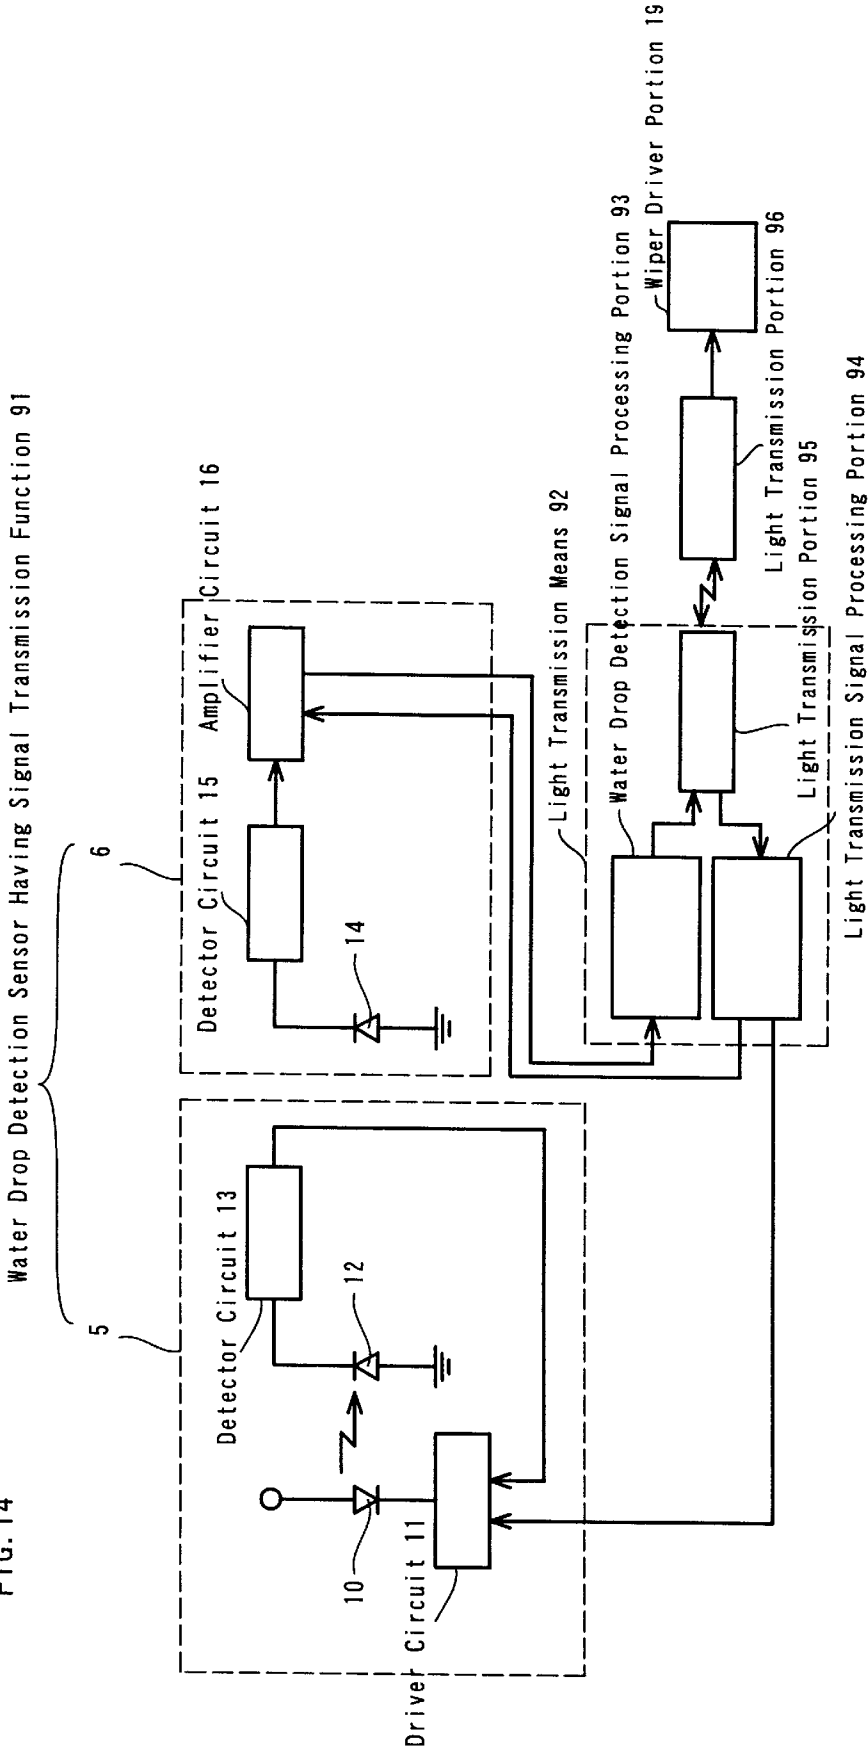 FIG. 14
Water Drop Detection Sensor Having Signal Transmission Function 91
5
6
Detector Circuit 13
Detector Circuit 15
Amplifier Circuit 16
10
12
14
Driver Circuit 11
Light Transmission Means 92
Water Drop Detection Signal Processing Portion 93
Wiper Driver Portion 19
Light Transmission Portion 96
Light Transmission Portion 95
Light Transmission Signal Processing Portion 94